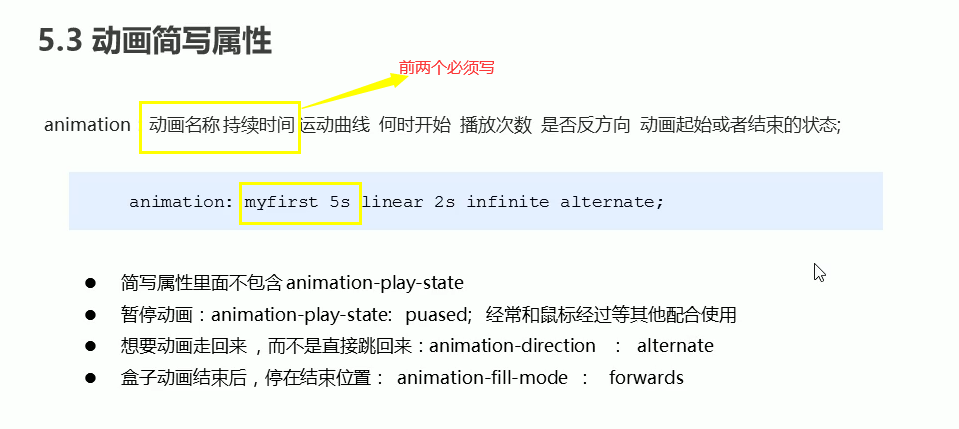 5.3 动画简写属性
前两个必须写
animation 动画名称 持续时间 运动曲线 何时开始 播放次数 是否反方向 动画起始或者结束的状态;
animation: myfirst 5s linear 2s infinite alternate;
● 简写属性里面不包含 animation-play-state
● 暂停动画：animation-play-state: puased; 经常和鼠标经过等其他配合使用
● 想要动画走回来 ，而不是直接跳回来：animation-direction ： alternate
● 盒子动画结束后，停在结束位置： animation-fill-mode ： forwards